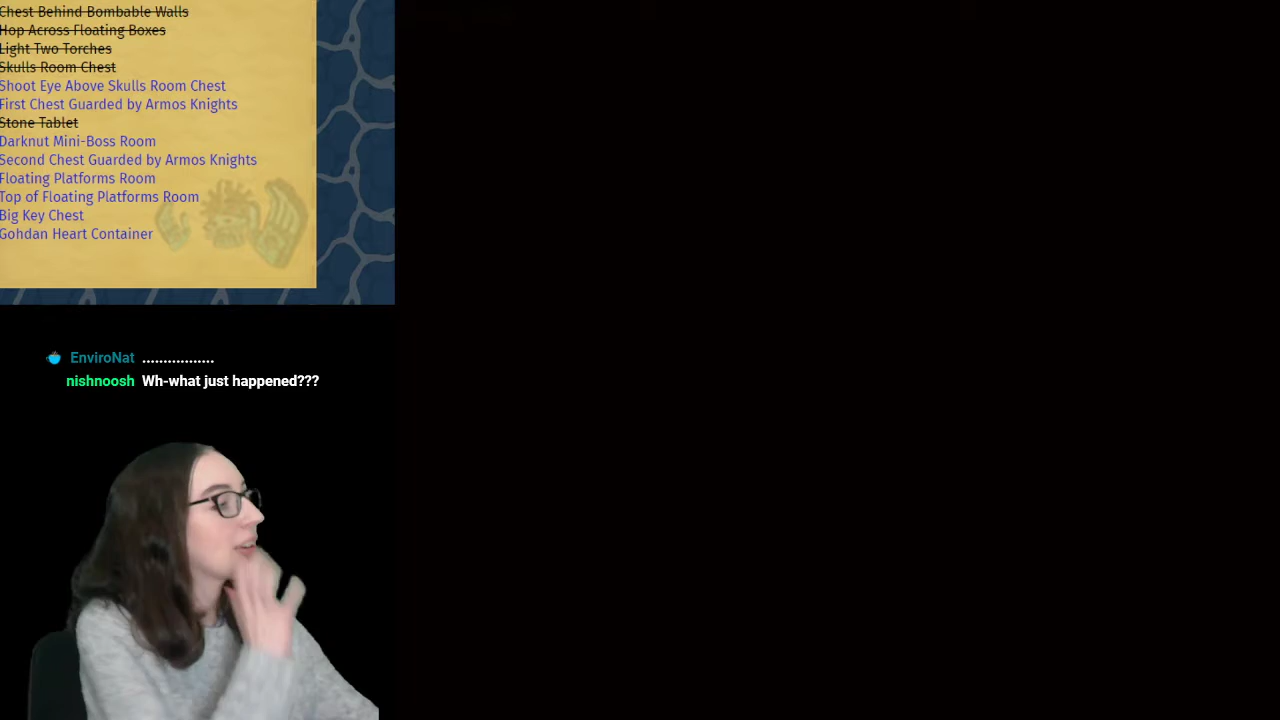 Chest Behind Bombable Walls
Hop Across Floating Boxes
Light Two Torches
Skulls Room Chest
Shoot Eye Above Skulls Room Chest
First Chest Guarded by Armos Knights
Stone Tablet
Darknut Mini-Boss Room
Second Chest Guarded by Armos Knights
Floating Platforms Room
Top of Floating Platforms Room
Big Key Chest
Gohdan Heart Container
EnviroNat .................
nishnoosh Wh-what just happened???